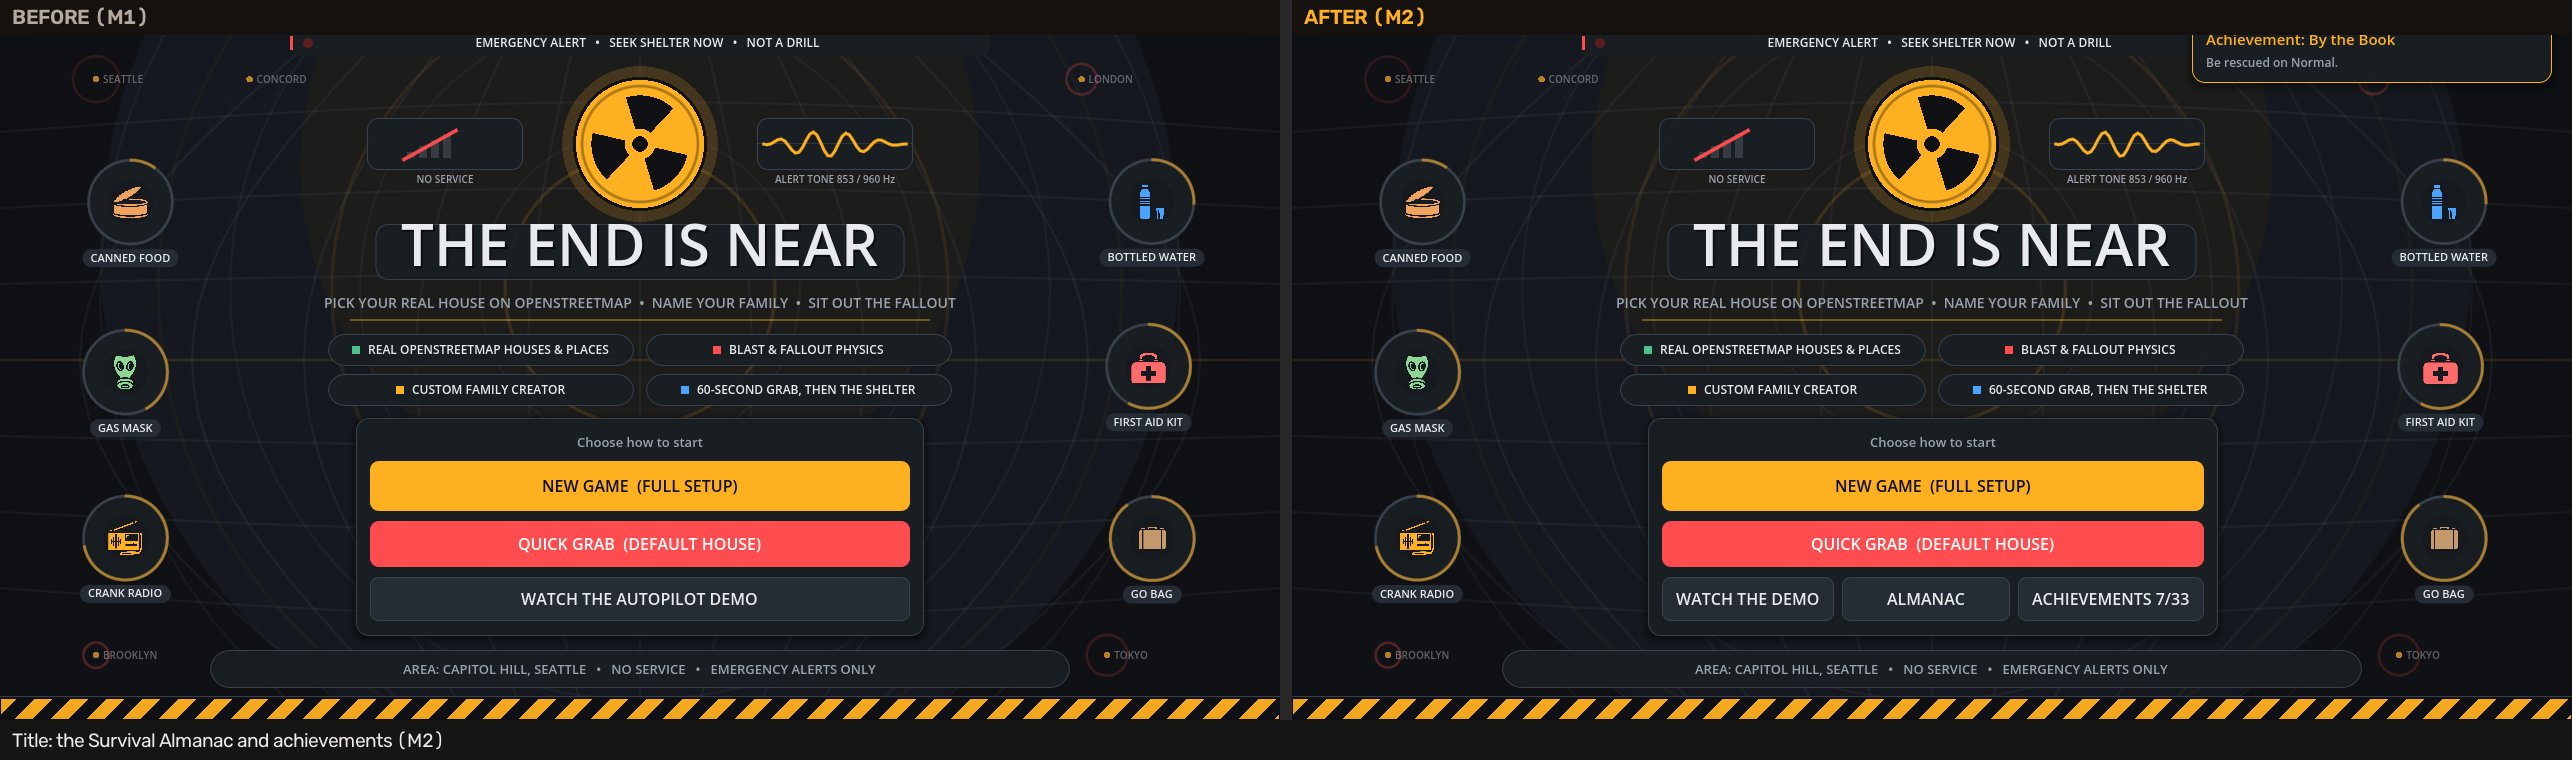 BEFORE (M1)
EMERGENCY ALERT • SEEK SHELTER NOW • NOT A DRILL
SEATTLE
CONCORD
LONDON
NO SERVICE
ALERT TONE 853 / 960 Hz
THE END IS NEAR
CANNED FOOD
BOTTLED WATER
PICK YOUR REAL HOUSE ON OPENSTREETMAP • NAME YOUR FAMILY • SIT OUT THE FALLOUT
REAL OPENSTREETMAP HOUSES & PLACES
BLAST & FALLOUT PHYSICS
CUSTOM FAMILY CREATOR
60-SECOND GRAB, THEN THE SHELTER
GAS MASK
FIRST AID KIT
Choose how to start
NEW GAME (FULL SETUP)
QUICK GRAB (DEFAULT HOUSE)
WATCH THE AUTOPILOT DEMO
CRANK RADIO
GO BAG
BROOKLYN
TOKYO
AREA: CAPITOL HILL, SEATTLE • NO SERVICE • EMERGENCY ALERTS ONLY
AFTER (M2)
EMERGENCY ALERT • SEEK SHELTER NOW • NOT A DRILL
Achievement: By the Book
Be rescued on Normal.
SEATTLE
CONCORD
NO SERVICE
ALERT TONE 853 / 960 Hz
THE END IS NEAR
CANNED FOOD
BOTTLED WATER
PICK YOUR REAL HOUSE ON OPENSTREETMAP • NAME YOUR FAMILY • SIT OUT THE FALLOUT
REAL OPENSTREETMAP HOUSES & PLACES
BLAST & FALLOUT PHYSICS
CUSTOM FAMILY CREATOR
60-SECOND GRAB, THEN THE SHELTER
GAS MASK
FIRST AID KIT
Choose how to start
NEW GAME (FULL SETUP)
QUICK GRAB (DEFAULT HOUSE)
WATCH THE DEMO
ALMANAC
ACHIEVEMENTS 7/33
CRANK RADIO
GO BAG
BROOKLYN
TOKYO
AREA: CAPITOL HILL, SEATTLE • NO SERVICE • EMERGENCY ALERTS ONLY
Title: the Survival Almanac and achievements (M2)